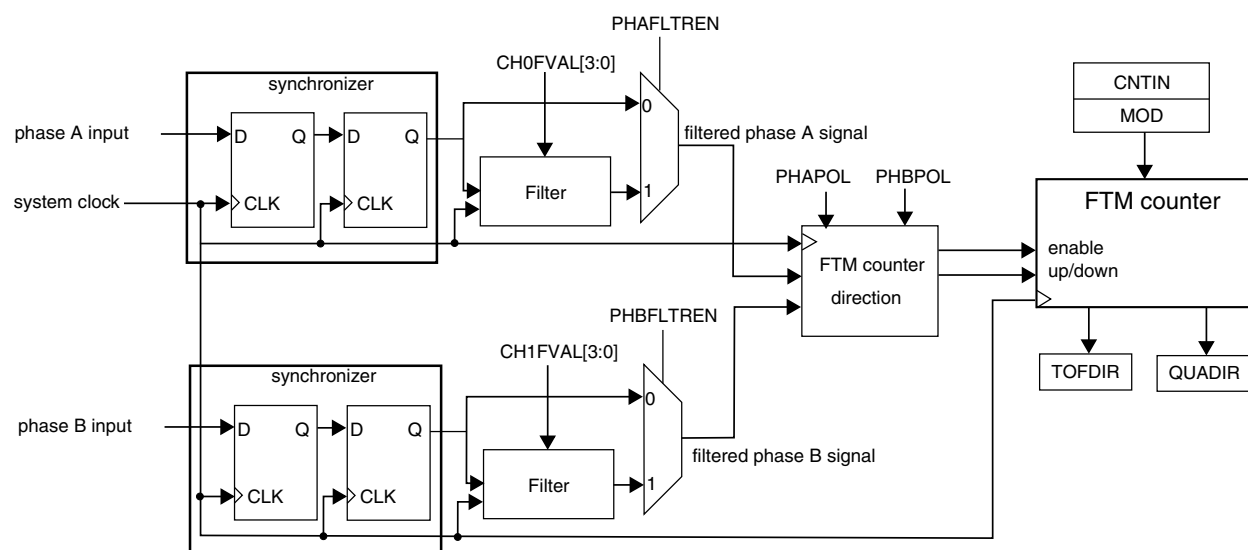 PHAFLTREN
CH0FVAL[3:0]
synchronizer
CNTIN
MOD
phase A input
D
Q
D
Q
0
filtered phase A signal
Filter
1
PHAPOL
PHBPOL
system clock
CLK
CLK
FTM counter
enable
up/down
FTM counter
direction
PHBFLTREN
CH1FVAL[3:0]
synchronizer
TOFDIR
QUADIR
phase B input
D
Q
D
Q
0
filtered phase B signal
Filter
1
CLK
CLK